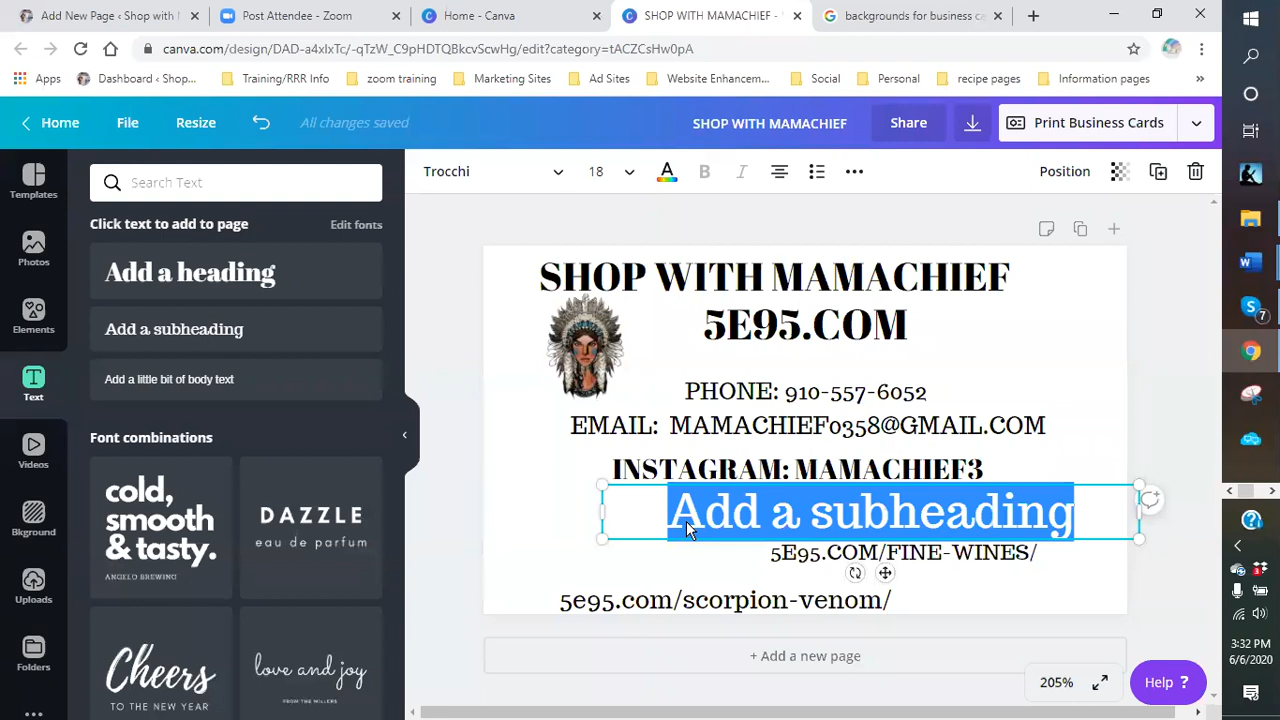 Add New Page ‹ Shop with M
Post Attendee - Zoom
Home - Canva
SHOP WITH MAMACHIEF -
backgrounds for business ca
canva.com/design/DAD-a4xIxTc/-qTzW_C9pHDTQBkcvScwHg/edit?category=tACZCsHw0pA
Apps
Dashboard ‹ Shop...
Training/RRR Info
zoom training
Marketing Sites
Ad Sites
Website Enhancem...
Social
Personal
recipe pages
Information pages
»
Home
File
Resize
All changes saved
SHOP WITH MAMACHIEF
Share
Print Business Cards
Templates
Photos
Elements
Text
Videos
Bkground
Uploads
Folders
Search Text
Click text to add to page
Edit fonts
Add a heading
Add a subheading
Add a little bit of body text
Font combinations
cold,
smooth
& tasty.
ANGELO BREWING
DAZZLE
eau de parfum
Cheers
TO THE NEW YEAR
love and joy
FROM THE WILLERS
Trocchi
18
A
B
I
Position
SHOP WITH MAMACHIEF
5E95.COM
PHONE: 910-557-6052
EMAIL: MAMACHIEF0358@GMAIL.COM
INSTAGRAM: MAMACHIEF3
Add a subheading
5E95.COM/FINE-WINES/
5e95.com/scorpion-venom/
+ Add a new page
205%
Help ?
7
3
3:32 PM
6/6/2020